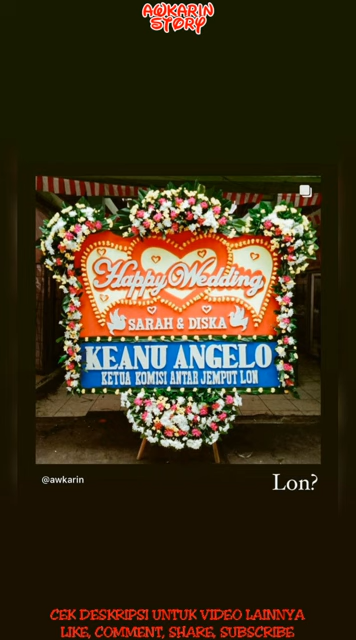 AWKARIN
STORY
Happy Wedding
SARAH & DISKA
KEANU ANGELO
KETUA KOMISI ANTAR JEMPUT LON
@awkarin
Lon?
CEK DESKRIPSI UNTUK VIDEO LAINNYA
LIKE, COMMENT, SHARE, SUBSCRIBE